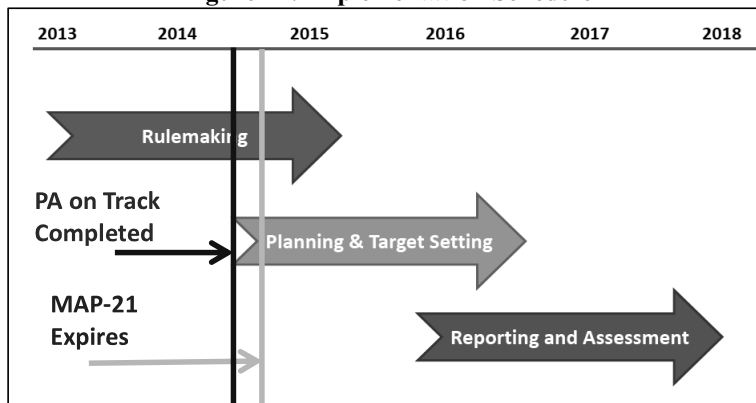 2013 2014 2015 2016 2017 2018
Rulemaking
PA on Track
Completed
Planning & Target Setting
MAP-21
Expires
Reporting and Assessment